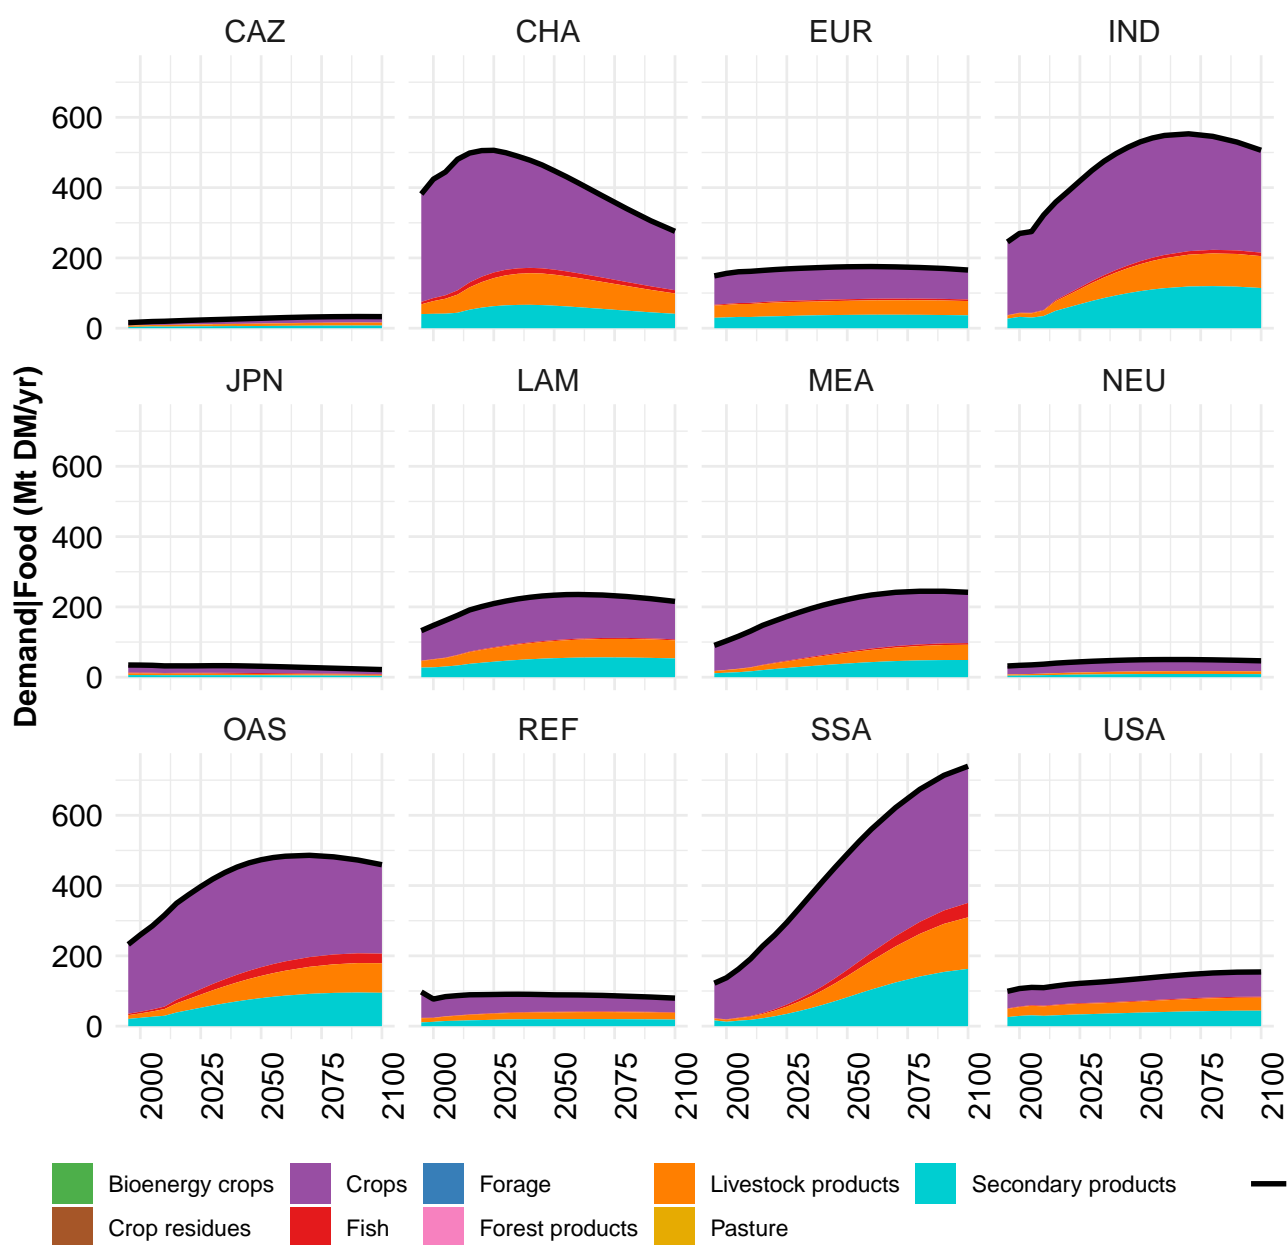 CAZ CHA EUR IND
600
400
200
0
JPN LAM MEA NEU
600
400
200
0
Demand|Food (Mt DM/yr)
OAS REF SSA USA
600
400
200
0
2000 2025 2050 2075 2100 2000 2025 2050 2075 2100 2000 2025 2050 2075 2100 2000 2025 2050 2075 2100
Bioenergy crops Crops Forage Livestock products Secondary products
Crop residues Fish Forest products Pasture